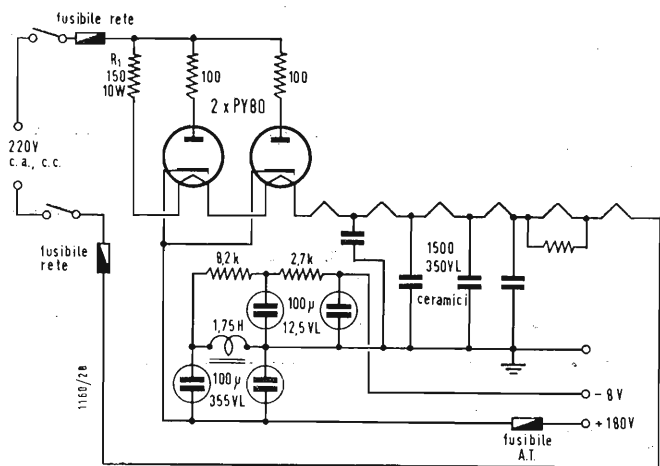 fusibile rete
R1
150
10W
100
100
2 x PY80
220V
c.a., c.c.
fusibile
rete
8,2k
2,7k
1500
350VL
ceramici
100µ
12,5VL
1,75H
100µ
355VL
1160/28
- 8V
+180V
fusibile
A.T.